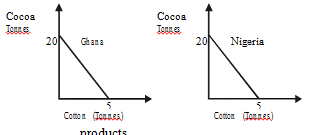 Cocoa
Tonnes
20
Ghana
5
Cotton (Tonnes)
Cocoa
Tonnes
20
Nigeria
5
Cotton (Tonnes)
products